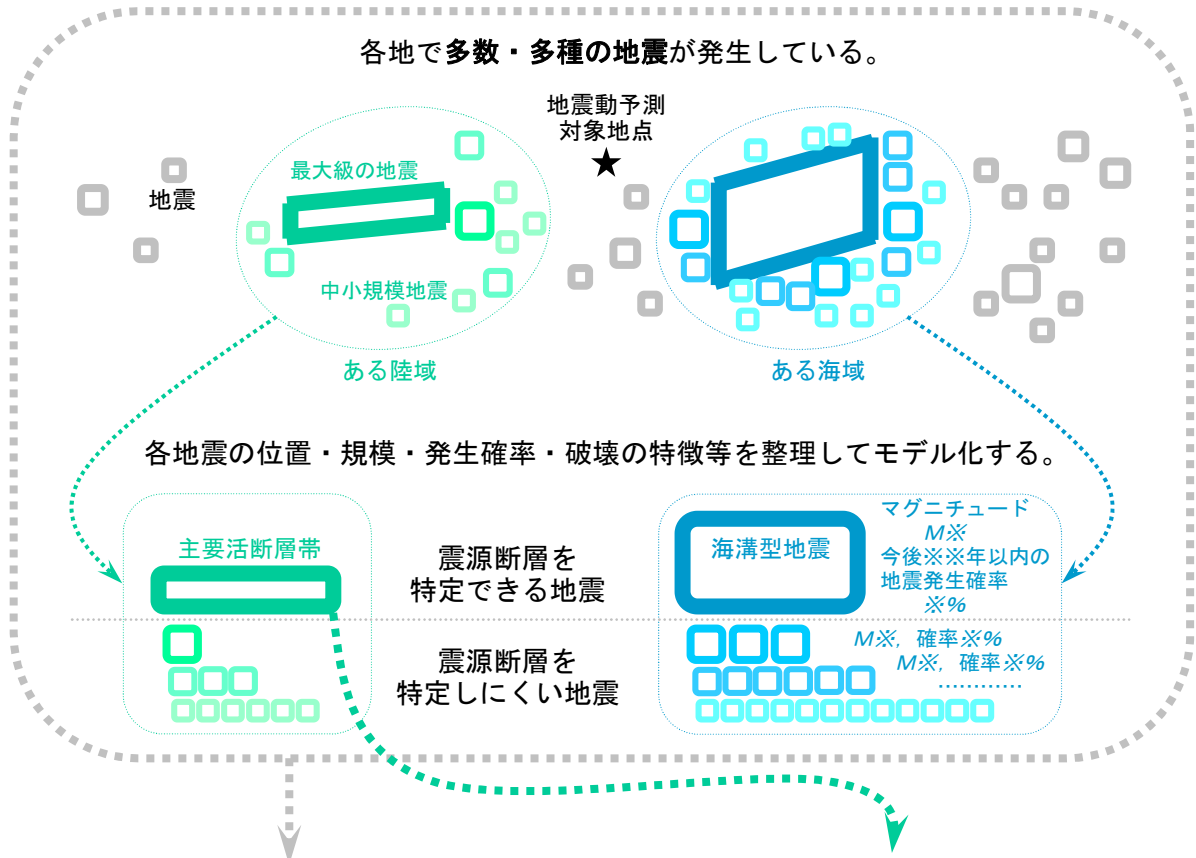 各地で多数・多種の地震が発生している。
地震動予測
対象地点
★
最大級の地震
地震
中小規模地震
ある陸域
ある海域
各地震の位置・規模・発生確率・破壊の特徴等を整理してモデル化する。
主要活断層帯
震源断層を
特定できる地震
海溝型地震
マグニチュード
M※
今後※※年以内の
地震発生確率
※%
震源断層を
特定しにくい地震
M※, 確率※%
M※, 確率※%
…………